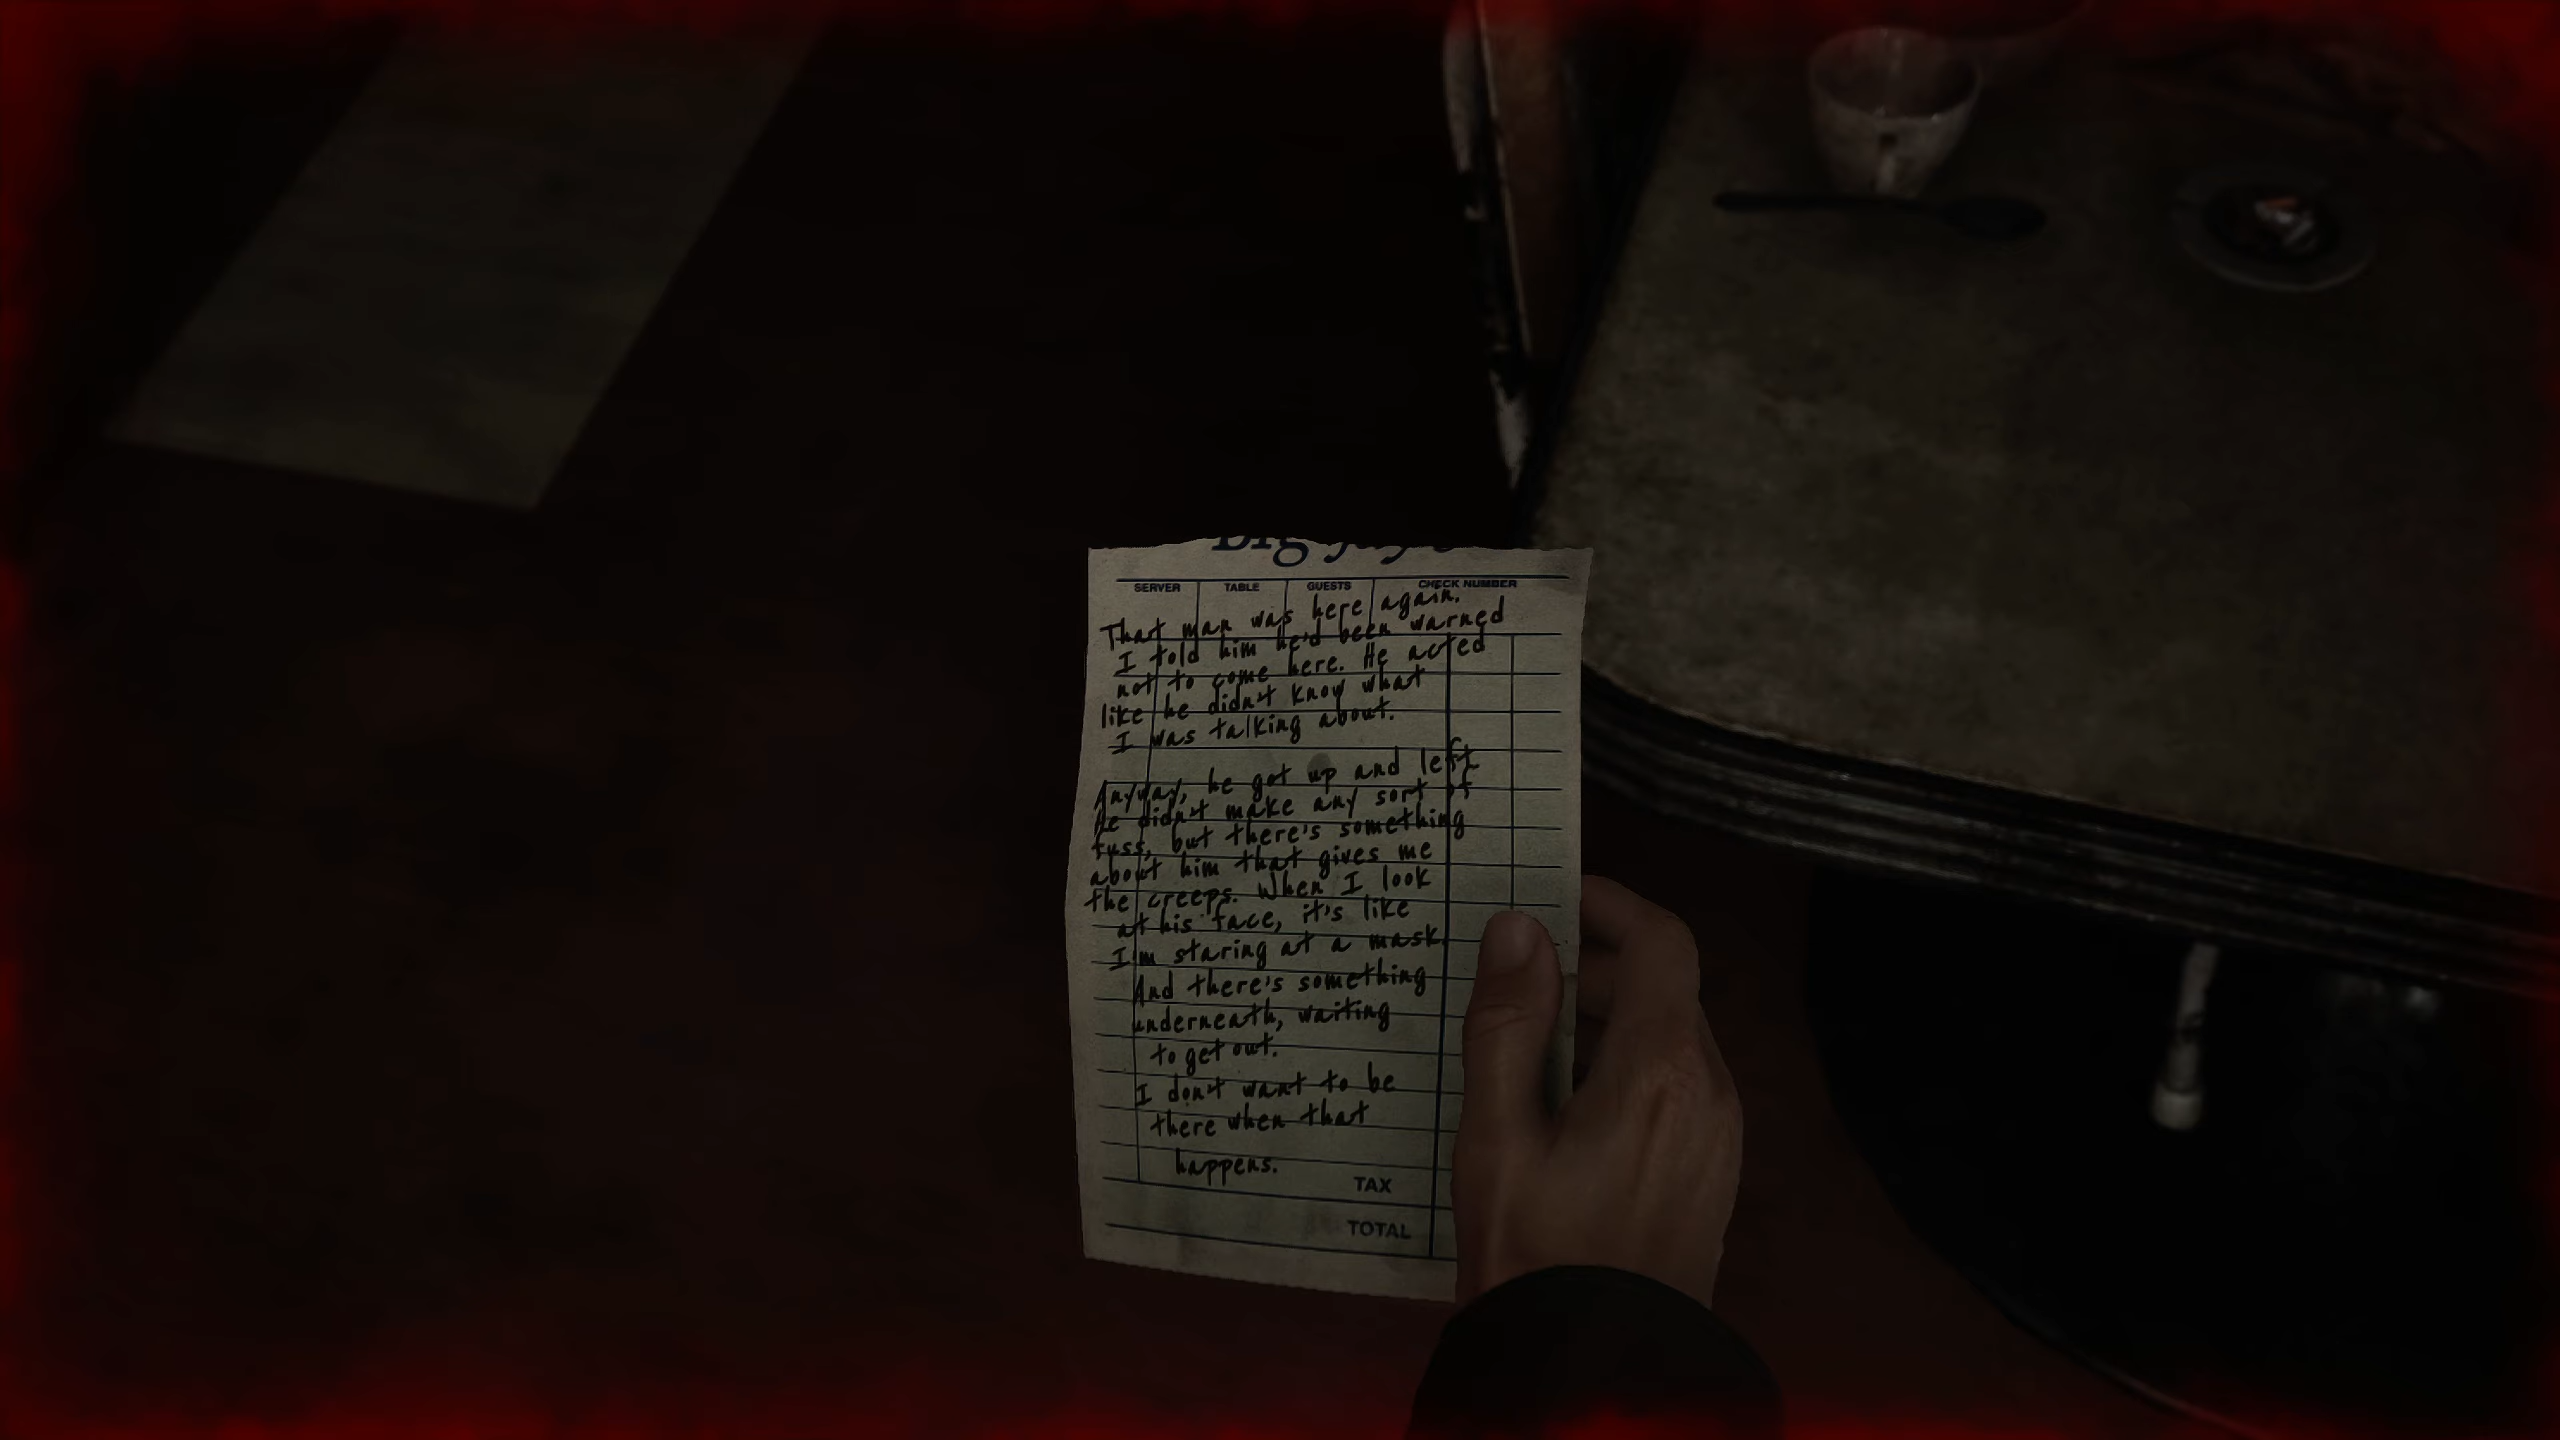 Big Jay's
SERVER TABLE GUESTS CHECK NUMBER
That man was here again.
I told him he'd been warned
not to come here. He acted
like he didn't know what
I was talking about.
Anyway, he got up and left
He didn't make any sort of
fuss, but there's something
about him that gives me
the creeps. When I look
at his face, it's like
I'm staring at a mask.
And there's something
underneath, waiting
to get out.
I don't want to be
there when that
happens.
TAX
TOTAL